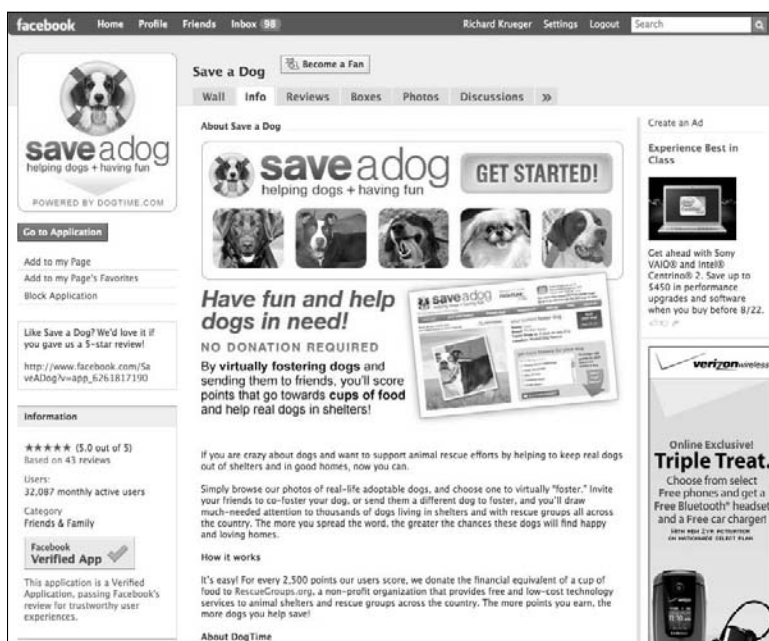 facebook Home Profile Friends Inbox 98 Richard Krueger Settings Logout Search
saveadog
helping dogs + having fun
POWERED BY DOGTIME.COM
Go to Application
Add to my Page
Add to my Page's Favorites
Block Application
Like Save a Dog? We'd love it if
you gave us a 5-star review!
http://www.facebook.com/Sa
veADog?v=app_6261817190
Information
★★★★★ (5.0 out of 5)
Based on 43 reviews
Users:
32,087 monthly active users
Category
Friends & Family
Facebook
Verified App
This application is a Verified
Application, passing Facebook's
review for trustworthy user
experiences.
Save a Dog Become a Fan
Wall Info Reviews Boxes Photos Discussions »
About Save a Dog
saveadog
helping dogs + having fun
GET STARTED!
Have fun and help
dogs in need!
NO DONATION REQUIRED
By virtually fostering dogs and
sending them to friends, you'll score
points that go towards cups of food
and help real dogs in shelters!
saveadog
If you are crazy about dogs and want to support animal rescue efforts by helping to keep real dogs
out of shelters and in good homes, now you can.
Simply browse our photos of real-life adoptable dogs, and choose one to virtually "foster." Invite
your friends to co-foster your dog, or send them a different dog to foster, and you'll draw
much-needed attention to thousands of dogs living in shelters and with rescue groups all across
the country. The more you spread the word, the greater the chances these dogs will find happy
and loving homes.
How it works
It's easy! For every 2,500 points our users score, we donate the financial equivalent of a cup of
food to RescueGroups.org, a non-profit organization that provides free and low-cost technology
services to animal shelters and rescue groups across the country. The more points you earn, the
more dogs you help save!
About DogTime
Create an Ad
Experience Best in
Class
Get ahead with Sony
VAIO® and Intel®
Centrino® 2. Save up to
$450 in performance
upgrades and software
when you buy before 8/22.
verizonwireless
Online Exclusive!
Triple Treat.
Choose from select
Free phones and get a
Free Bluetooth® headset
and a Free car charger!
WITH NEW 2 YR ACTIVATION
ON NATIONWIDE SELECT PLAN